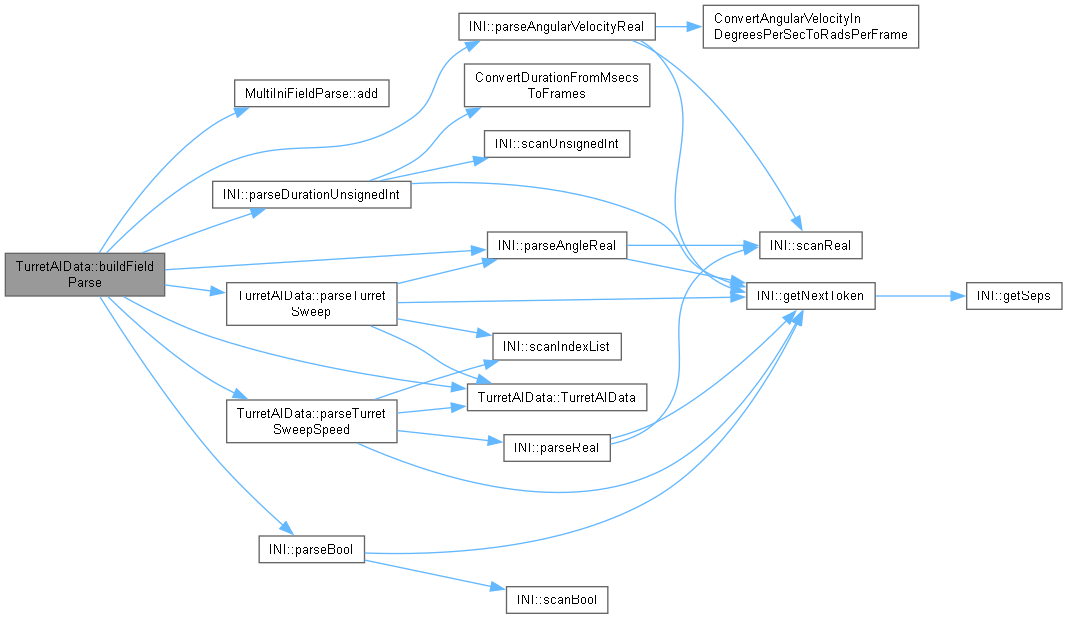 INI::parseAngularVelocityReal
ConvertAngularVelocityIn
DegreesPerSecToRadsPerFrame
MultiIniFieldParse::add
ConvertDurationFromMsecs
ToFrames
INI::scanUnsignedInt
INI::parseDurationUnsignedInt
INI::parseAngleReal
INI::scanReal
TurretAIData::buildField
Parse
TurretAIData::parseTurret
Sweep
INI::getNextToken
INI::getSeps
INI::scanIndexList
TurretAIData::TurretAIData
TurretAIData::parseTurret
SweepSpeed
INI::parseReal
INI::parseBool
INI::scanBool